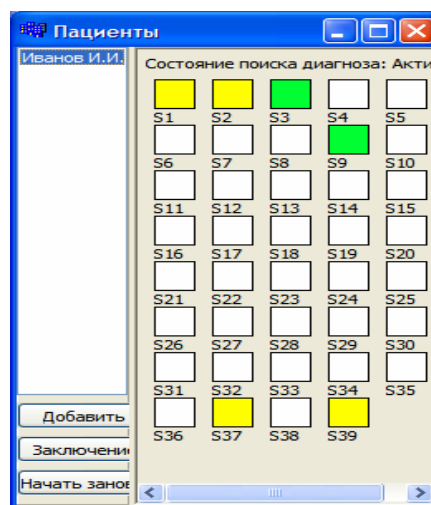 Пациенты
Иванов И.И.
Состояние поиска диагноза: Акти
S1 S2 S3 S4 S5
S6 S7 S8 S9 S10
S11 S12 S13 S14 S15
S16 S17 S18 S19 S20
S21 S22 S23 S24 S25
S26 S27 S28 S29 S30
S31 S32 S33 S34 S35
Добавить
S36 S37 S38 S39
Заключени
Начать занов